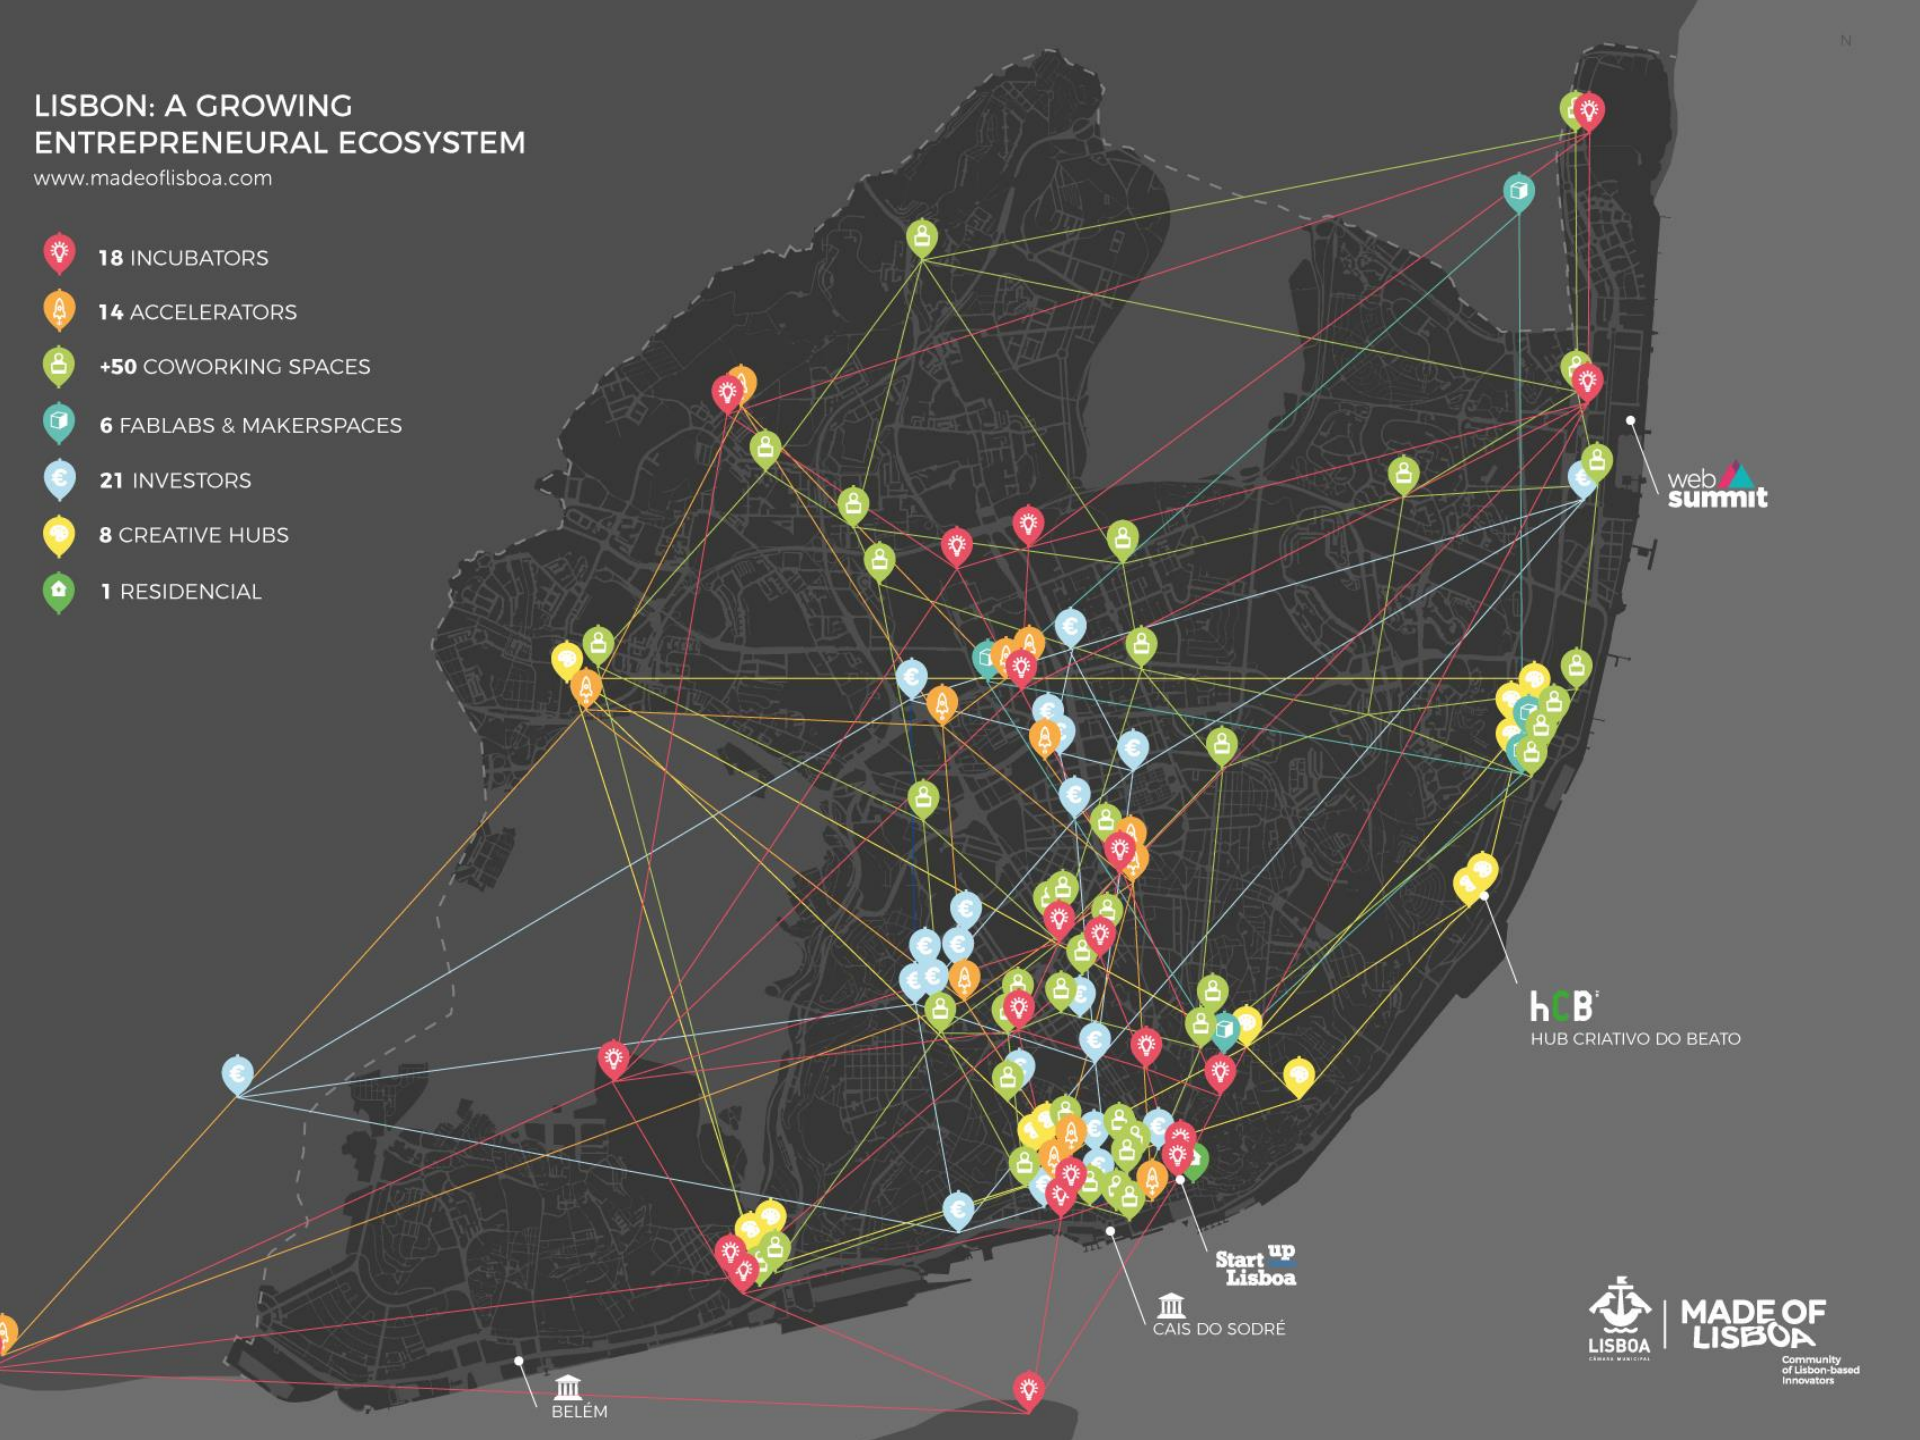 N
LISBON: A GROWING
ENTREPRENEURAL ECOSYSTEM
www.madeoflisboa.com
18 INCUBATORS
14 ACCELERATORS
+50 COWORKING SPACES
6 FABLABS & MAKERSPACES
21 INVESTORS
8 CREATIVE HUBS
1 RESIDENCIAL
web
summit
hCB
HUB CRIATIVO DO BEATO
Start up
Lisboa
CAIS DO SODRÉ
BELÉM
LISBOA
CÂMARA MUNICIPAL
MADE OF
LISBOA
Community
of Lisbon-based
Innovators